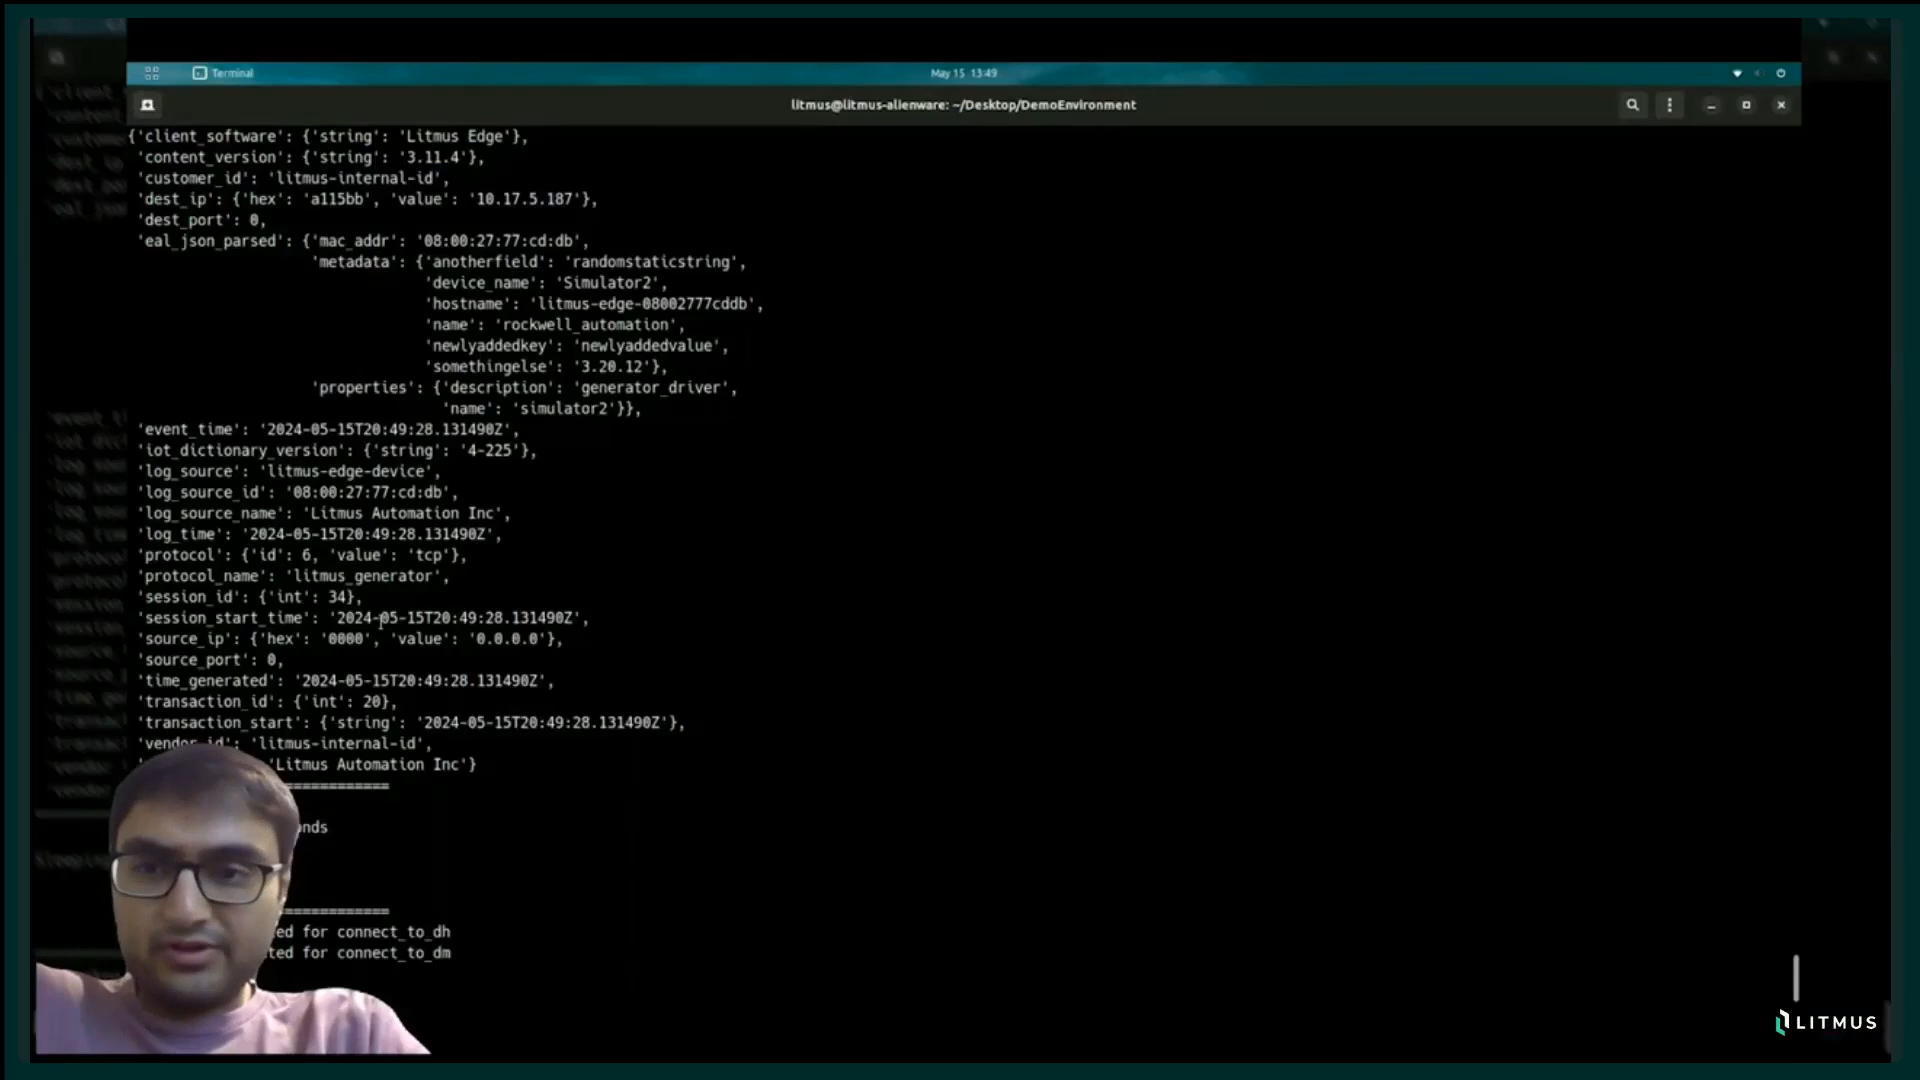 Terminal
May 15 13:49
litmus@litmus-alienware: ~/Desktop/DemoEnvironment
{'client_software': {'string': 'Litmus Edge'},
'content_version': {'string': '3.11.4'},
'customer_id': 'litmus-internal-id',
'dest_ip': {'hex': 'a115bb', 'value': '10.17.5.187'},
'dest_port': 0,
'eal_json_parsed': {'mac_addr': '08:00:27:77:cd:db',
'metadata': {'anotherfield': 'randomstaticstring',
'device_name': 'Simulator2',
'hostname': 'litmus-edge-08002777cddb',
'name': 'rockwell_automation',
'newlyaddedkey': 'newlyaddedvalue',
'somethingelse': '3.20.12'},
'properties': {'description': 'generator_driver',
'name': 'simulator2'}},
'event_time': '2024-05-15T20:49:28.131490Z',
'iot_dictionary_version': {'string': '4-225'},
'log_source': 'litmus-edge-device',
'log_source_id': '08:00:27:77:cd:db',
'log_source_name': 'Litmus Automation Inc',
'log_time': '2024-05-15T20:49:28.131490Z',
'protocol': {'id': 6, 'value': 'tcp'},
'protocol_name': 'litmus_generator',
'session_id': {'int': 34},
'session_start_time': '2024-05-15T20:49:28.131490Z',
'source_ip': {'hex': '0000', 'value': '0.0.0.0'},
'source_port': 0,
'time_generated': '2024-05-15T20:49:28.131490Z',
'transaction_id': {'int': 20},
'transaction_start': {'string': '2024-05-15T20:49:28.131490Z'},
'vendor_id': 'litmus-internal-id',
'Litmus Automation Inc'}
============
nds
============
ed for connect_to_dh
ted for connect_to_dm
LITMUS